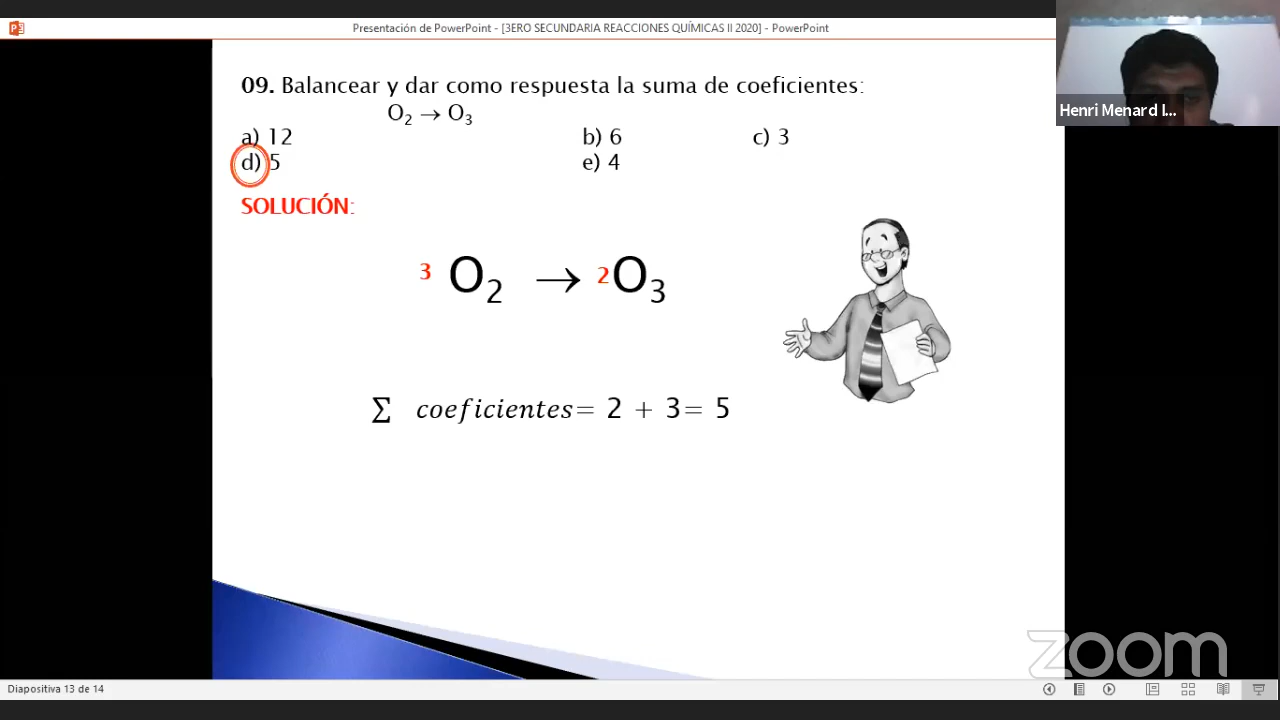 Presentación de PowerPoint - [3ERO SECUNDARIA REACCIONES QUÍMICAS II 2020] - PowerPoint
Henri Menard I...
09. Balancear y dar como respuesta la suma de coeficientes:
O₂ → O₃
a) 12 b) 6 c) 3
d) 5 e) 4
SOLUCIÓN:
3 O₂ → 2O₃
∑ coeficientes= 2 + 3= 5
zoom
Diapositiva 13 de 14